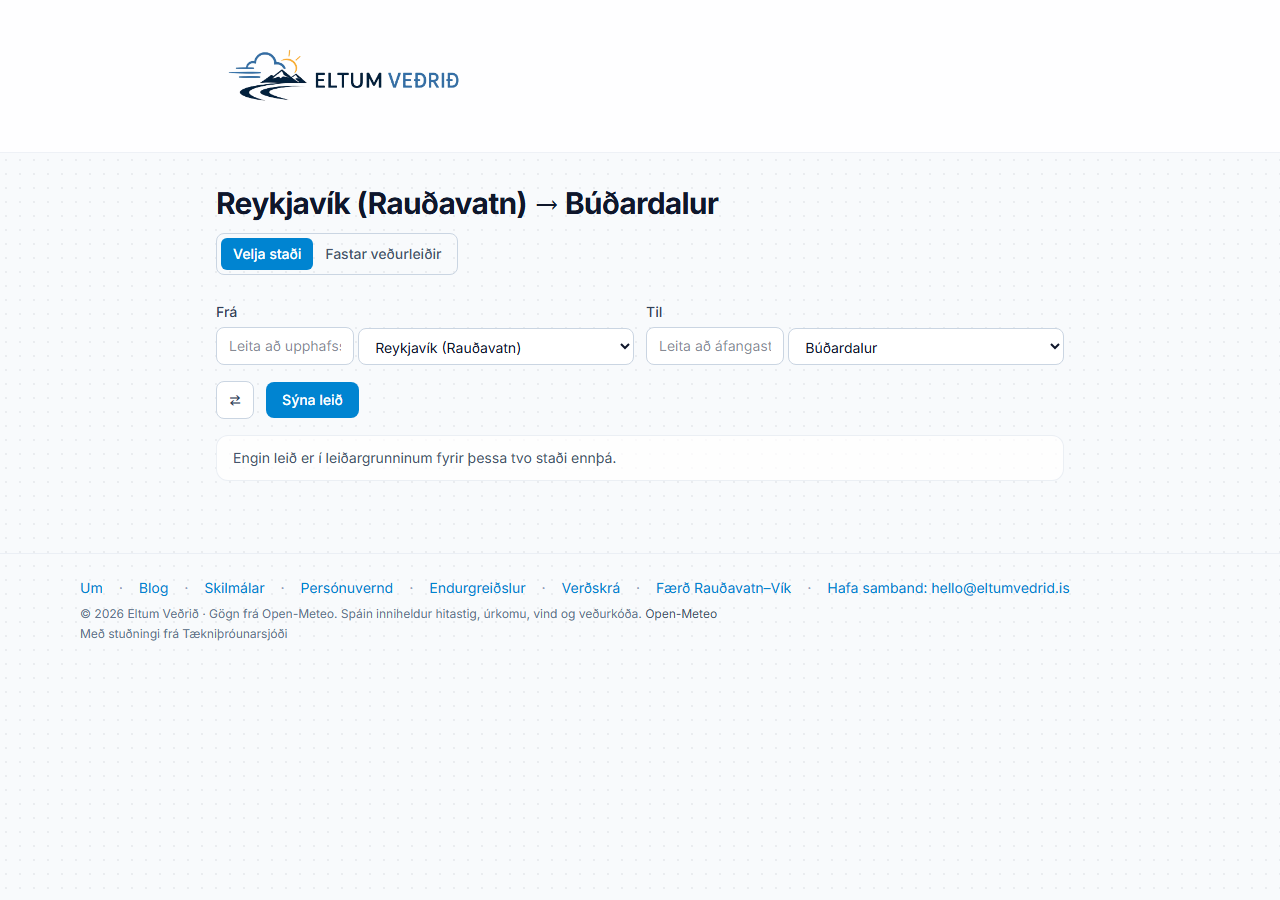 ELTUM VEÐRIÐ
Reykjavík (Rauðavatn) → Búðardalur
Velja staði Fastar veðurleiðir
Frá Til
Leita að upphafs Reykjavík (Rauðavatn) Leita að áfangast Búðardalur
⇄ Sýna leið
Engin leið er í leiðargrunninum fyrir þessa tvo staði ennþá.
Um · Blog · Skilmálar · Persónuvernd · Endurgreiðslur · Verðskrá · Færð Rauðavatn–Vík · Hafa samband: hello@eltumvedrid.is
© 2026 Eltum Veðrið · Gögn frá Open-Meteo. Spáin inniheldur hitastig, úrkomu, vind og veðurkóða. Open-Meteo
Með stuðningi frá Tækniþróunarsjóði